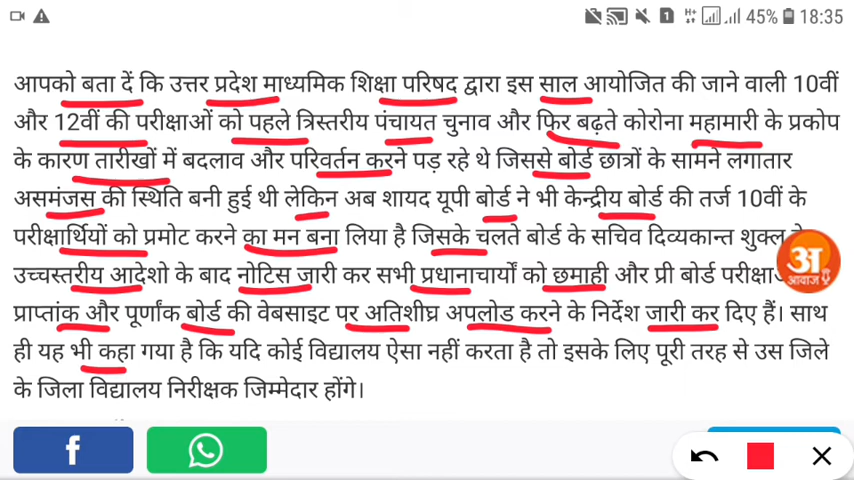 45% 18:35
आपको बता दें कि उत्तर प्रदेश माध्यमिक शिक्षा परिषद द्वारा इस साल आयोजित की जाने वाली 10वीं
और 12वीं की परीक्षाओं को पहले त्रिस्तरीय पंचायत चुनाव और फिर बढ़ते कोरोना महामारी के प्रकोप
के कारण तारीखों में बदलाव और परिवर्तन करने पड़ रहे थे जिससे बोर्ड छात्रों के सामने लगातार
असमंजस की स्थिति बनी हुई थी लेकिन अब शायद यूपी बोर्ड ने भी केन्द्रीय बोर्ड की तर्ज 10वीं के
परीक्षार्थियों को प्रमोट करने का मन बना लिया है जिसके चलते बोर्ड के सचिव दिव्यकान्त शुक्ल
उच्चस्तरीय आदेशो के बाद नोटिस जारी कर सभी प्रधानाचार्यों को छमाही और प्री बोर्ड
प्राप्तांक और पूर्णांक बोर्ड की वेबसाइट पर अतिशीघ्र अपलोड करने के निर्देश जारी कर दिए हैं। साथ
ही यह भी कहा गया है कि यदि कोई विद्यालय ऐसा नहीं करता है तो इसके लिए पूरी तरह से उस जिले
के जिला विद्यालय निरीक्षक जिम्मेदार होंगे।
अ
आवाज़